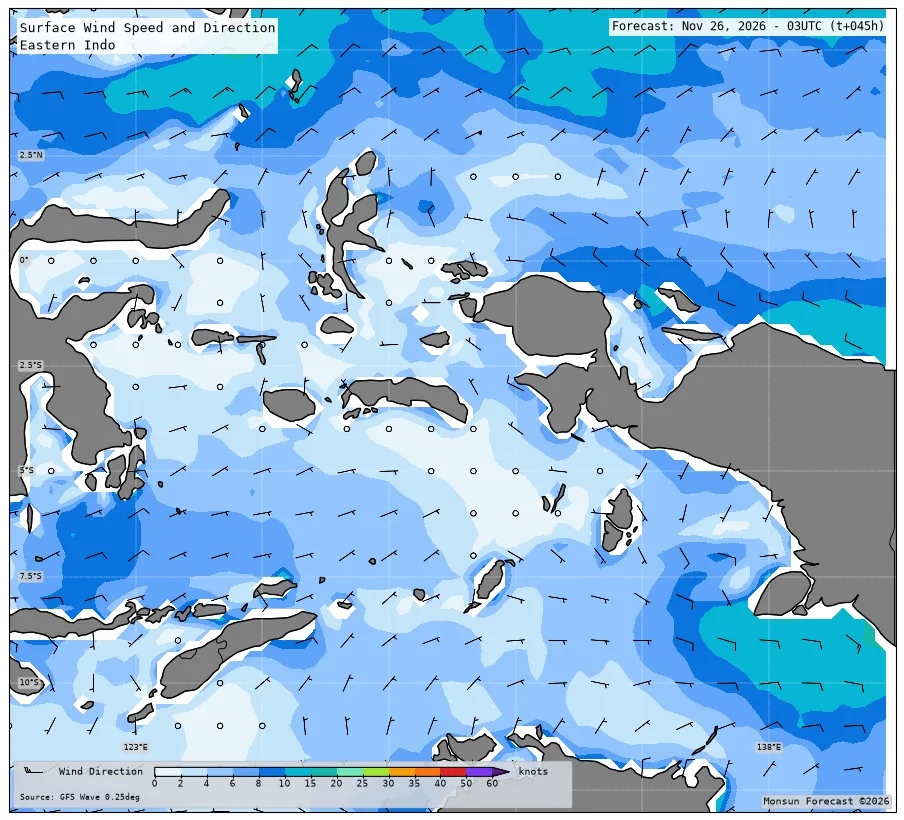 Surface Wind Speed and Direction
Eastern Indo
Forecast: Nov 26, 2026 - 03UTC (t+045h)
2.5°N
0°
2.5°S
5°S
7.5°S
10°S
123°E
138°E
Wind Direction
knots
0 2 4 6 8 10 15 20 25 30 35 40 50 60
Source: GFS Wave 0.25deg
Monsun Forecast ©2026